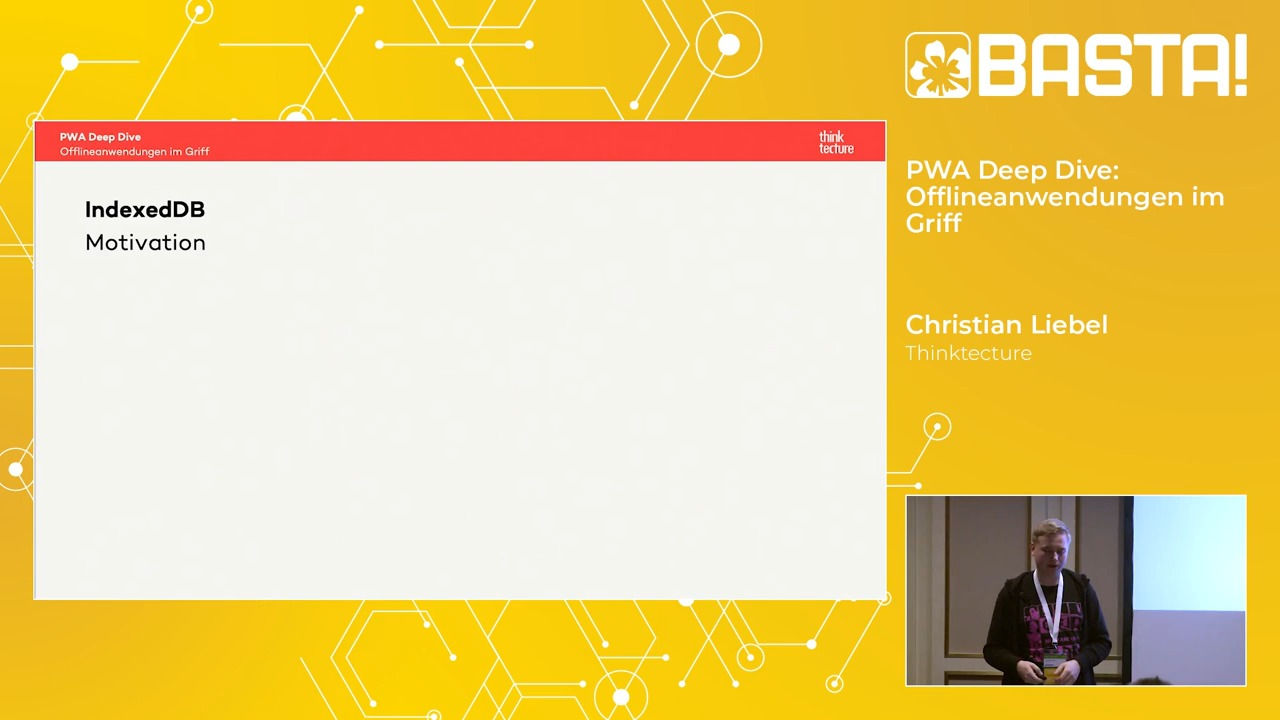 BASTA!
PWA Deep Dive
Offlineanwendungen im Griff
think
tecture
IndexedDB
Motivation
PWA Deep Dive:
Offlineanwendungen im
Griff
Christian Liebel
Thinktecture